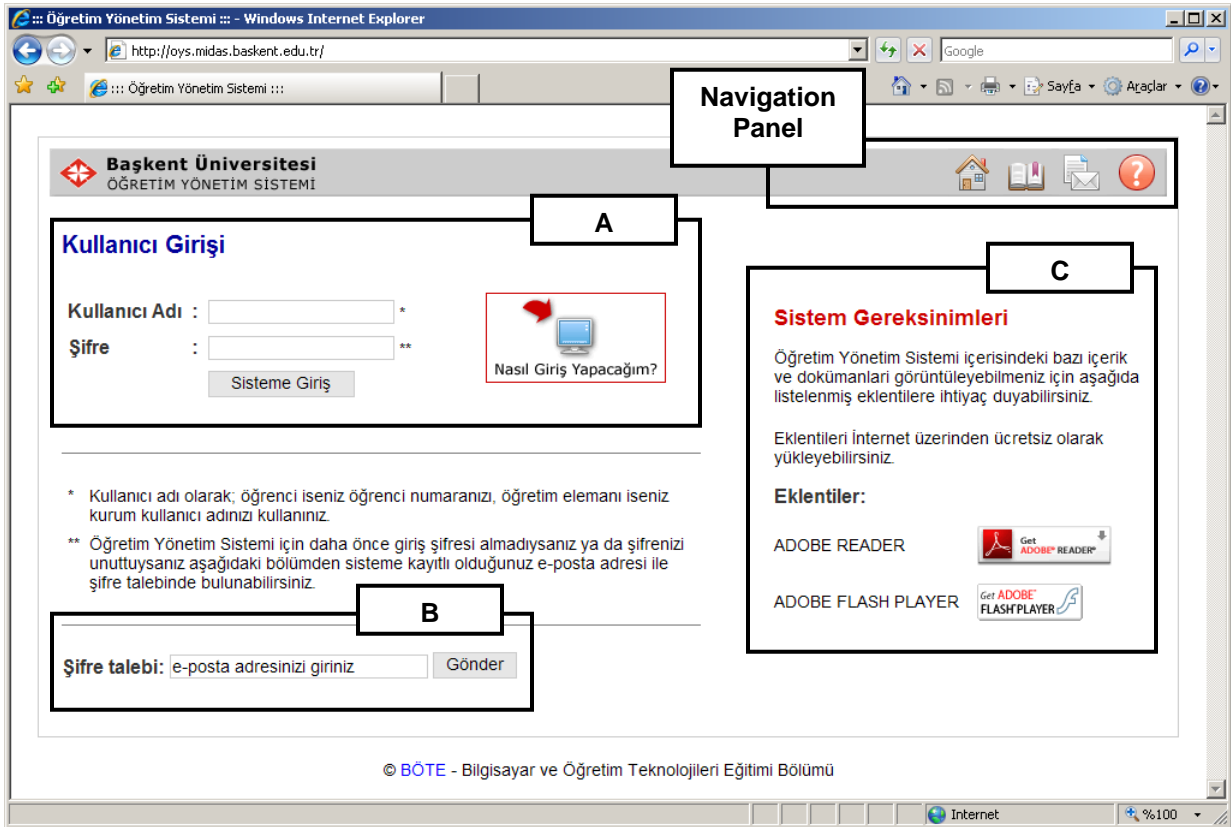 ::: Öğretim Yönetim Sistemi ::: - Windows Internet Explorer
http://oys.midas.baskent.edu.tr/
Google
::: Öğretim Yönetim Sistemi :::
Sayfa
Araçlar
Navigation
Panel
Başkent Üniversitesi
ÖĞRETİM YÖNETİM SİSTEMİ
A
Kullanıcı Girişi
Kullanıcı Adı : *
Şifre : **
Sisteme Giriş
Nasıl Giriş Yapacağım?
* Kullanıcı adı olarak; öğrenci iseniz öğrenci numaranızı, öğretim elemanı iseniz
kurum kullanıcı adınızı kullanınız.
** Öğretim Yönetim Sistemi için daha önce giriş şifresi almadıysanız ya da şifrenizi
unuttuysanız aşağıdaki bölümden sisteme kayıtlı olduğunuz e-posta adresi ile
şifre talebinde bulunabilirsiniz.
B
Şifre talebi: e-posta adresinizi giriniz Gönder
C
Sistem Gereksinimleri
Öğretim Yönetim Sistemi içerisindeki bazı içerik
ve dokümanlari görüntüleyebilmeniz için aşağıda
listelenmiş eklentilere ihtiyaç duyabilirsiniz.
Eklentileri İnternet üzerinden ücretsiz olarak
yükleyebilirsiniz.
Eklentiler:
ADOBE READER
Get
ADOBE® READER®
ADOBE FLASH PLAYER
Get ADOBE®
FLASH® PLAYER
© BÖTE - Bilgisayar ve Öğretim Teknolojileri Eğitimi Bölümü
Internet
%100